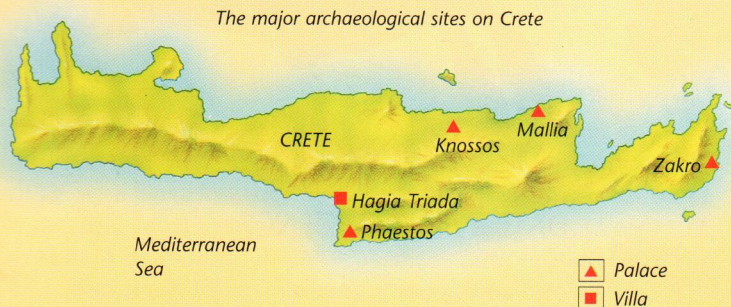 The major archaeological sites on Crete
CRETE
Knossos
Mallia
Zakro
Hagia Triada
Phaestos
Mediterranean
Sea
Palace
Villa